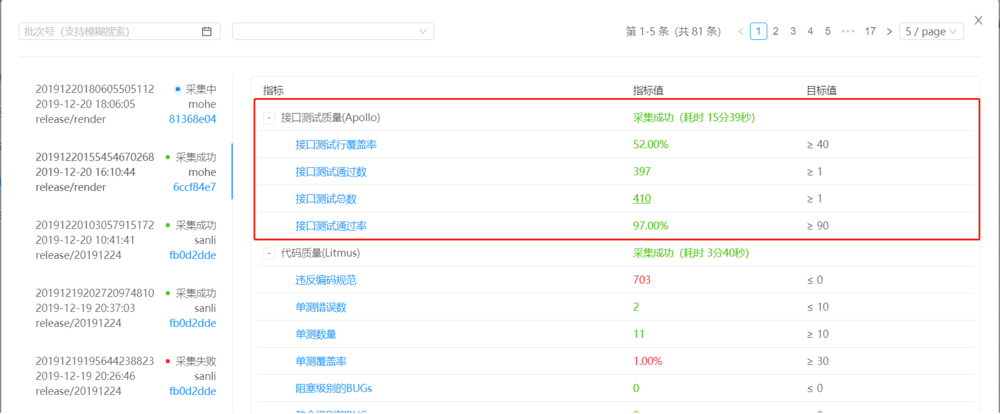 批次号 (支持模糊搜索)
第 1-5 条 (共 81 条) < 1 2 3 4 5 ••• 17 > 5 / page
X
20191220180605505112 采集中
2019-12-20 18:06:05 mohe
release/render 81368e04
20191220155454670268 采集成功
2019-12-20 16:10:44 mohe
release/render 6ccf84e7
20191220103057915172 采集成功
2019-12-20 10:41:41 sanli
release/20191224 fb0d2dde
20191219202720974810 采集成功
2019-12-19 20:37:03 sanli
release/20191224 fb0d2dde
20191219195644238823 采集失败
2019-12-19 20:26:46 sanli
release/20191224 fb0d2dde
指标 指标值 目标值
- 接口测试质量(Apollo) 采集成功 (耗时 15分39秒)
接口测试行覆盖率 52.00% ≥ 40
接口测试通过数 397 ≥ 1
接口测试总数 410 ≥ 1
接口测试通过率 97.00% ≥ 90
- 代码质量(Litmus) 采集成功 (耗时 3分40秒)
违反编码规范 703 ≤ 0
单测错误数 2 ≤ 10
单测数量 11 ≥ 10
单测覆盖率 1.00% ≥ 30
阻塞级别的BUGs 0 ≤ 0